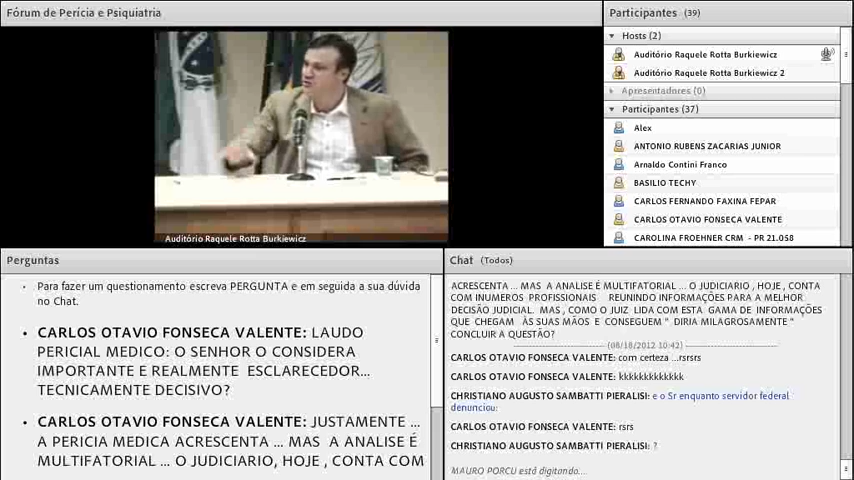 Fórum de Perícia e Psiquiatria
Auditório Raquele Rotta Burkiewicz
Participantes (39)
Hosts (2)
Auditório Raquele Rotta Burkiewicz
Auditório Raquele Rotta Burkiewicz 2
Apresentadores (0)
Participantes (37)
Alex
ANTONIO RUBENS ZACARIAS JUNIOR
Arnaldo Contini Franco
BASILIO TECHY
CARLOS FERNANDO FAXINA FEPAR
CARLOS OTAVIO FONSECA VALENTE
CAROLINA FROEHNER CRM - PR 21.058
Perguntas
Para fazer um questionamento escreva PERGUNTA e em seguida a sua dúvida
no Chat.
CARLOS OTAVIO FONSECA VALENTE: LAUDO
PERICIAL MEDICO: O SENHOR O CONSIDERA
IMPORTANTE E REALMENTE ESCLARECEDOR...
TECNICAMENTE DECISIVO?
CARLOS OTAVIO FONSECA VALENTE: JUSTAMENTE ...
A PERICIA MEDICA ACRESCENTA ... MAS A ANALISE É
MULTIFATORIAL ... O JUDICIARIO, HOJE , CONTA COM
Chat (Todos)
ACRESCENTA ... MAS A ANALISE É MULTIFATORIAL ... O JUDICIARIO , HOJE , CONTA
COM INUMEROS PROFISSIONAIS REUNINDO INFORMAÇÕES PARA A MELHOR
DECISÃO JUDICIAL. MAS , COMO O JUIZ LIDA COM ESTA GAMA DE INFORMAÇÕES
QUE CHEGAM ÀS SUAS MÃOS E CONSEGUEM " DIRIA MILAGROSAMENTE "
CONCLUIR A QUESTÃO?
(08/18/2012 10:42)
CARLOS OTAVIO FONSECA VALENTE: com certeza ...rsrsrs
CARLOS OTAVIO FONSECA VALENTE: kkkkkkkkkkkk
CHRISTIANO AUGUSTO SAMBATTI PIERALISI: e o Sr enquanto servidor federal
denunciou:
CARLOS OTAVIO FONSECA VALENTE: rsrs
CHRISTIANO AUGUSTO SAMBATTI PIERALISI: ?
MAURO PORCU está digitando...